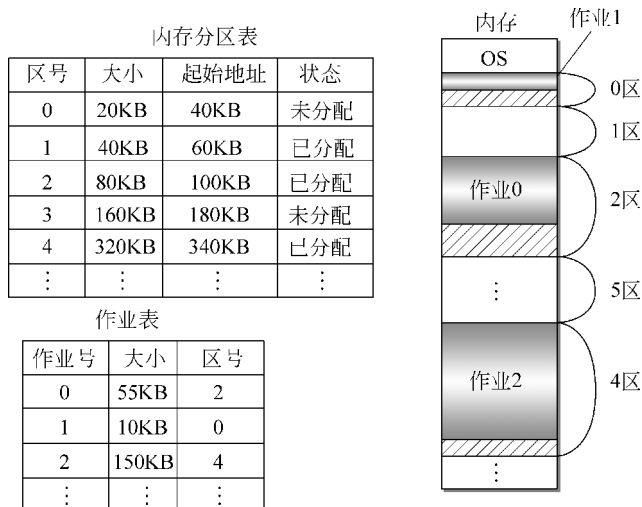 内存分区表
区号 大小 起始地址 状态
0 20KB 40KB 未分配
1 40KB 60KB 已分配
2 80KB 100KB 已分配
3 160KB 180KB 未分配
4 320KB 340KB 已分配
⋮ ⋮ ⋮ ⋮
作业表
作业号 大小 区号
0 55KB 2
1 10KB 0
2 150KB 4
⋮ ⋮ ⋮
内存
作业1
OS
0区
1区
作业0
2区
⋮
5区
作业2
4区
⋮